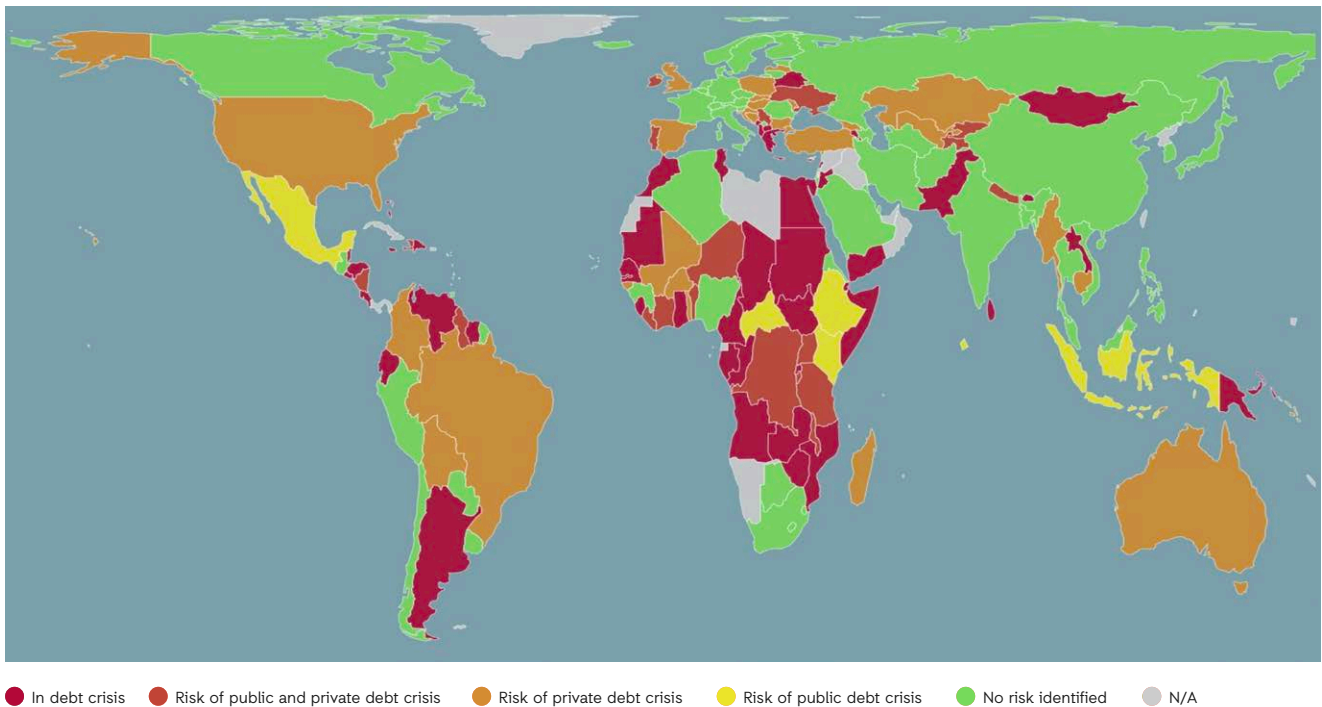 In debt crisis Risk of public and private debt crisis Risk of private debt crisis Risk of public debt crisis No risk identified N/A